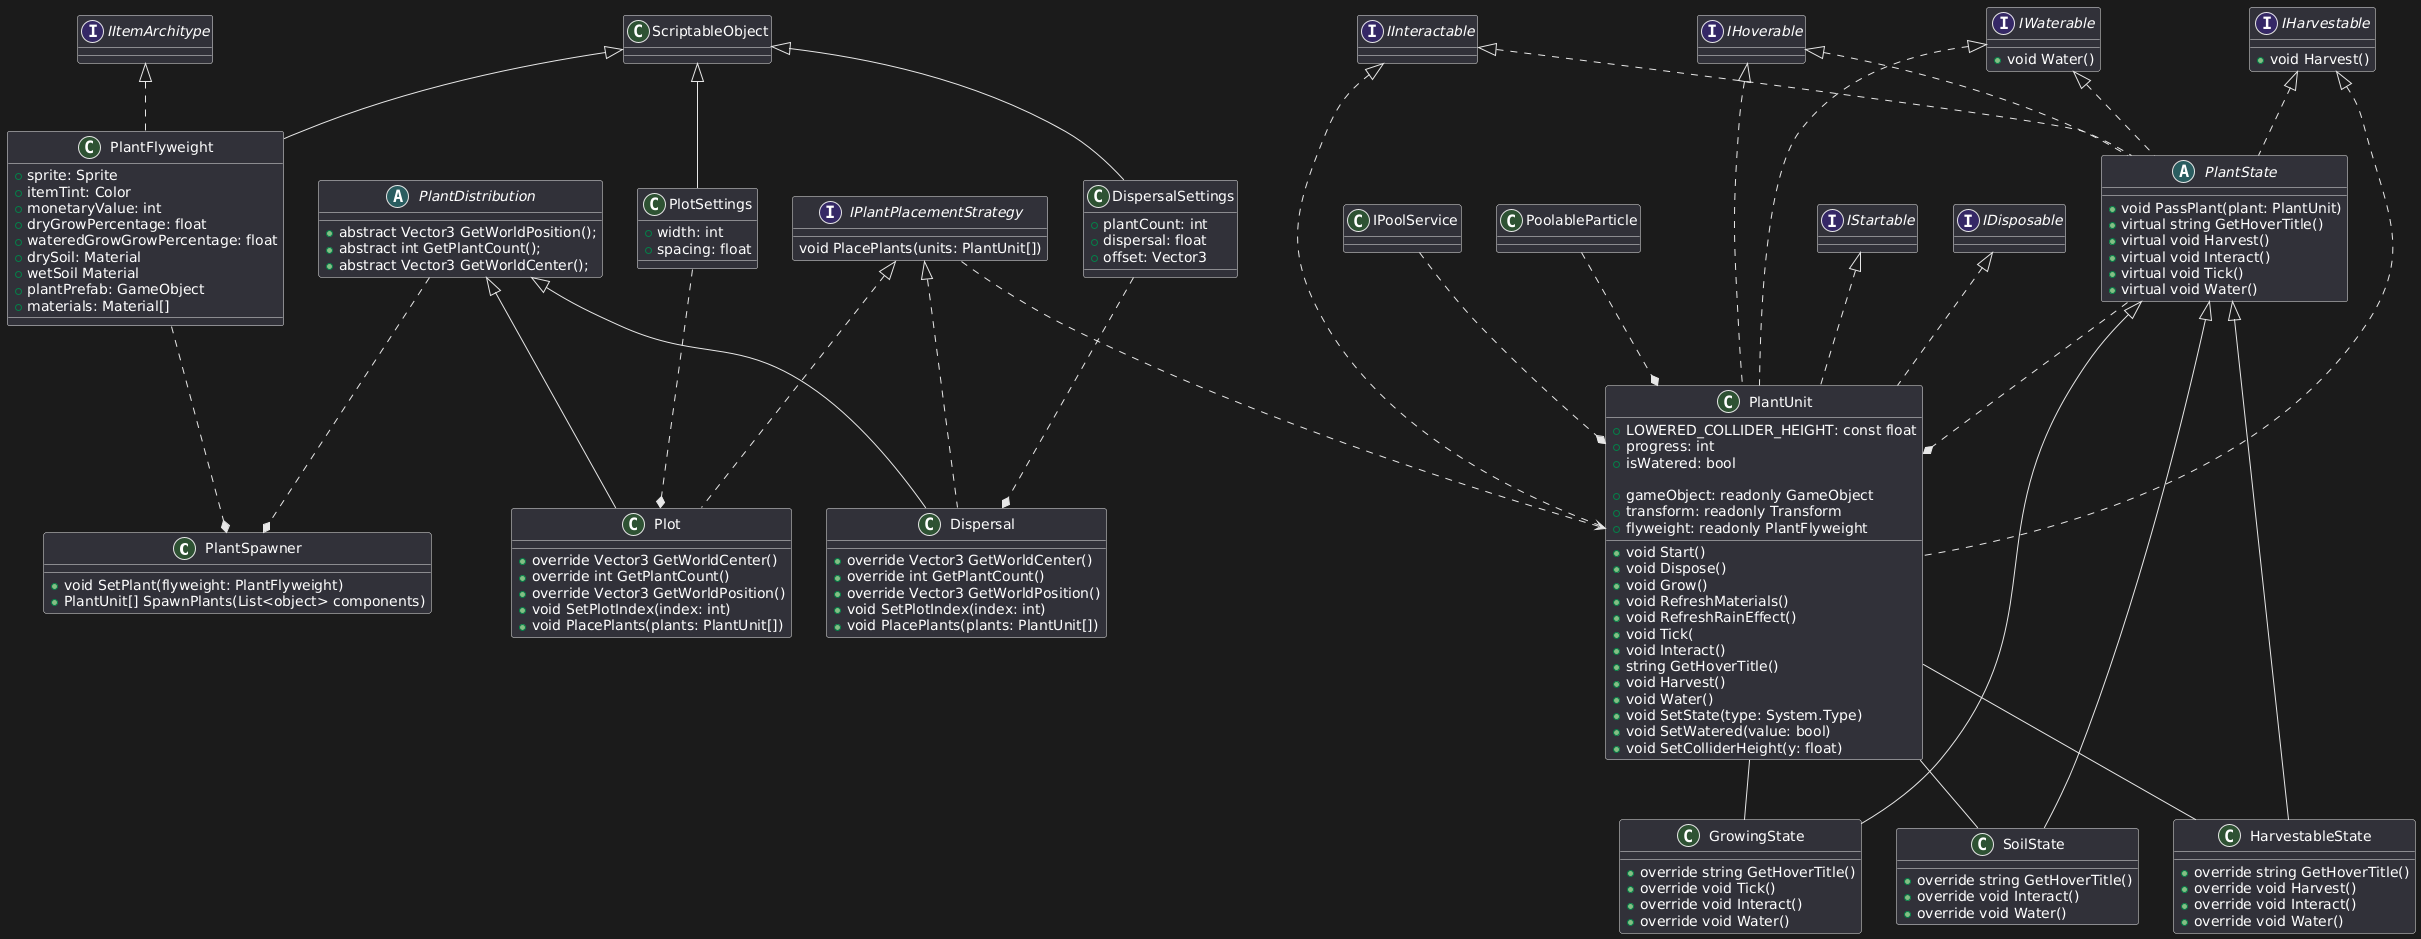 I IItemArchitype
C ScriptableObject
I IInteractable
I IHoverable
I IWaterable
void Water()
I IHarvestable
void Harvest()
C PlantFlyweight
sprite: Sprite
itemTint: Color
monetaryValue: int
dryGrowPercentage: float
wateredGrowGrowPercentage: float
drySoil: Material
wetSoil Material
plantPrefab: GameObject
materials: Material[]
A PlantDistribution
abstract Vector3 GetWorldPosition();
abstract int GetPlantCount();
abstract Vector3 GetWorldCenter();
C PlotSettings
width: int
spacing: float
I IPlantPlacementStrategy
void PlacePlants(units: PlantUnit[])
C DispersalSettings
plantCount: int
dispersal: float
offset: Vector3
C IPoolService
C PoolableParticle
I IStartable
I IDisposable
A PlantState
void PassPlant(plant: PlantUnit)
virtual string GetHoverTitle()
virtual void Harvest()
virtual void Interact()
virtual void Tick()
virtual void Water()
C PlantSpawner
void SetPlant(flyweight: PlantFlyweight)
PlantUnit[] SpawnPlants(List<object> components)
C Plot
override Vector3 GetWorldCenter()
override int GetPlantCount()
override Vector3 GetWorldPosition()
void SetPlotIndex(index: int)
void PlacePlants(plants: PlantUnit[])
C Dispersal
override Vector3 GetWorldCenter()
override int GetPlantCount()
override Vector3 GetWorldPosition()
void SetPlotIndex(index: int)
void PlacePlants(plants: PlantUnit[])
C PlantUnit
LOWERED_COLLIDER_HEIGHT: const float
progress: int
isWatered: bool
gameObject: readonly GameObject
transform: readonly Transform
flyweight: readonly PlantFlyweight
void Start()
void Dispose()
void Grow()
void RefreshMaterials()
void RefreshRainEffect()
void Tick(
void Interact()
string GetHoverTitle()
void Harvest()
void Water()
void SetState(type: System.Type)
void SetWatered(value: bool)
void SetColliderHeight(y: float)
C GrowingState
override string GetHoverTitle()
override void Tick()
override void Interact()
override void Water()
C SoilState
override string GetHoverTitle()
override void Interact()
override void Water()
C HarvestableState
override string GetHoverTitle()
override void Harvest()
override void Interact()
override void Water()